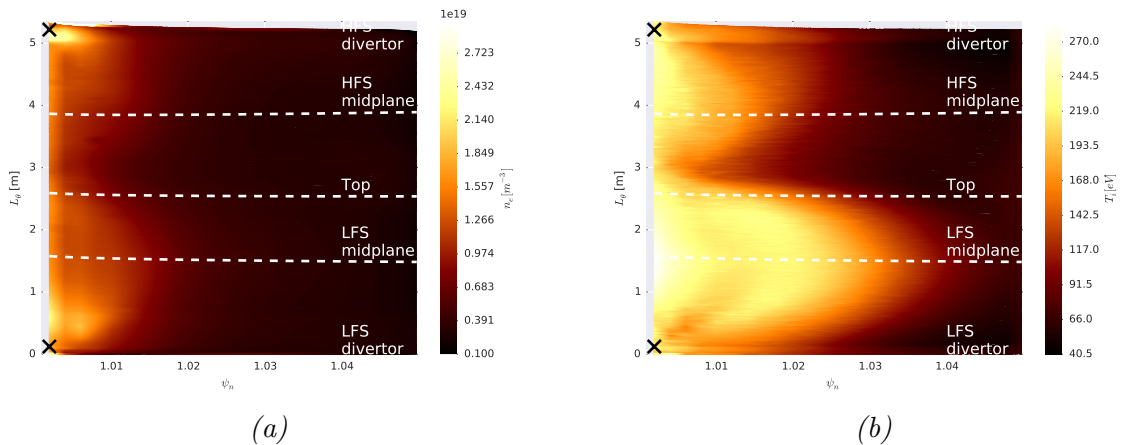 1e19
5
4
3
2
1
0
1.01
1.02
1.03
1.04
ψₙ
L_θ [m]
HFS
divertor
HFS
midplane
Top
LFS
midplane
LFS
divertor
2.723
2.432
2.140
1.849
1.557
1.266
0.974
0.683
0.391
0.100
n_e [m^{-3}]
(a)
5
4
3
2
1
0
1.01
1.02
1.03
1.04
ψₙ
L_θ [m]
HFS
divertor
HFS
midplane
Top
LFS
midplane
LFS
divertor
270.0
244.5
219.0
193.5
168.0
142.5
117.0
91.5
66.0
40.5
T_i [eV]
(b)